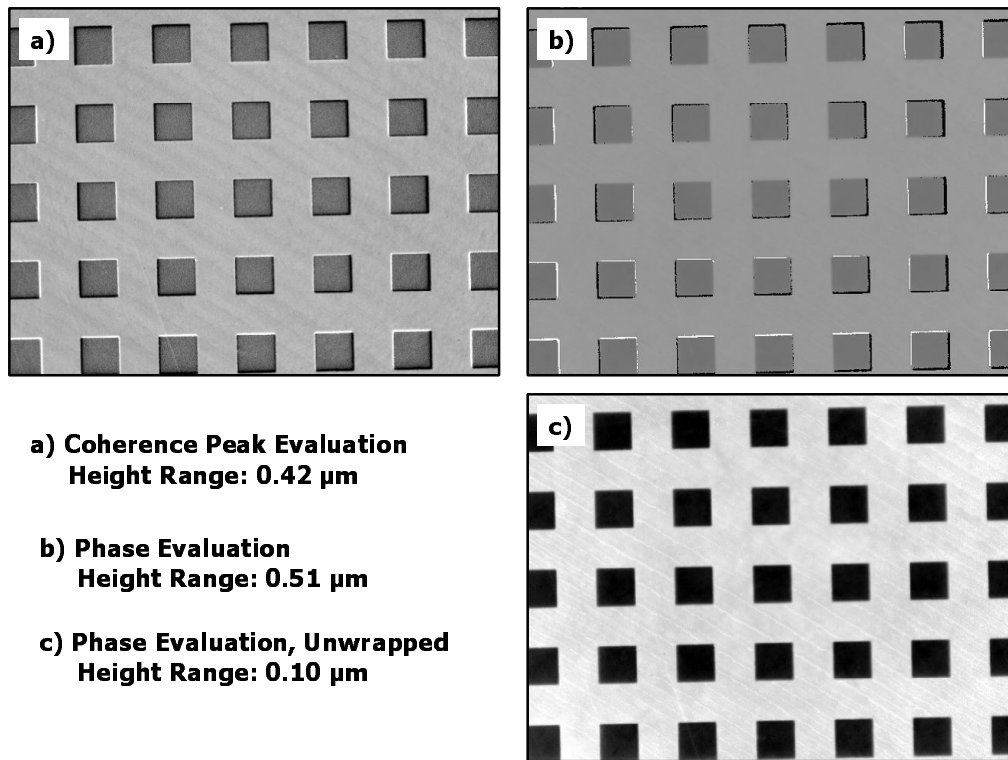 a)
b)
a) Coherence Peak Evaluation
Height Range: 0.42 µm
b) Phase Evaluation
Height Range: 0.51 µm
c) Phase Evaluation, Unwrapped
Height Range: 0.10 µm
c)